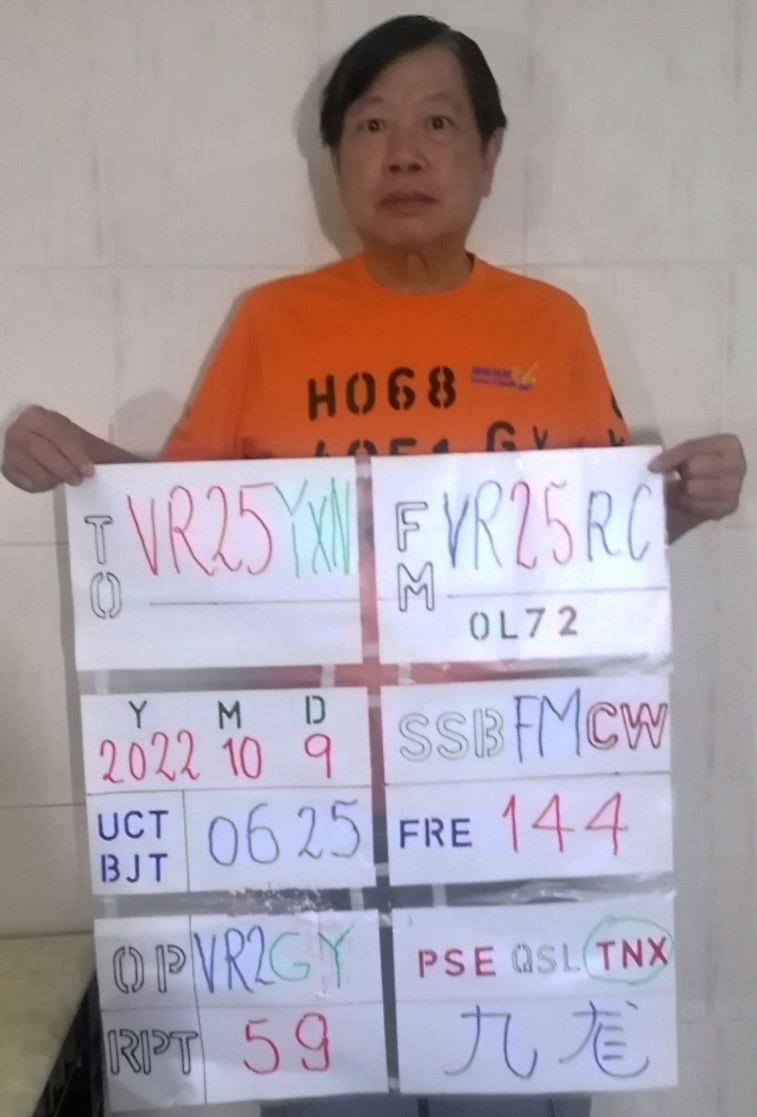 HO68
TO VR25YXN
FM VR25RC
OL72
Y M D
2022 10 9
SSB FM CW
UCT
BJT
0625
FRE 144
OP VR2GY
PSE QSL TNX
RPT 59
九龙